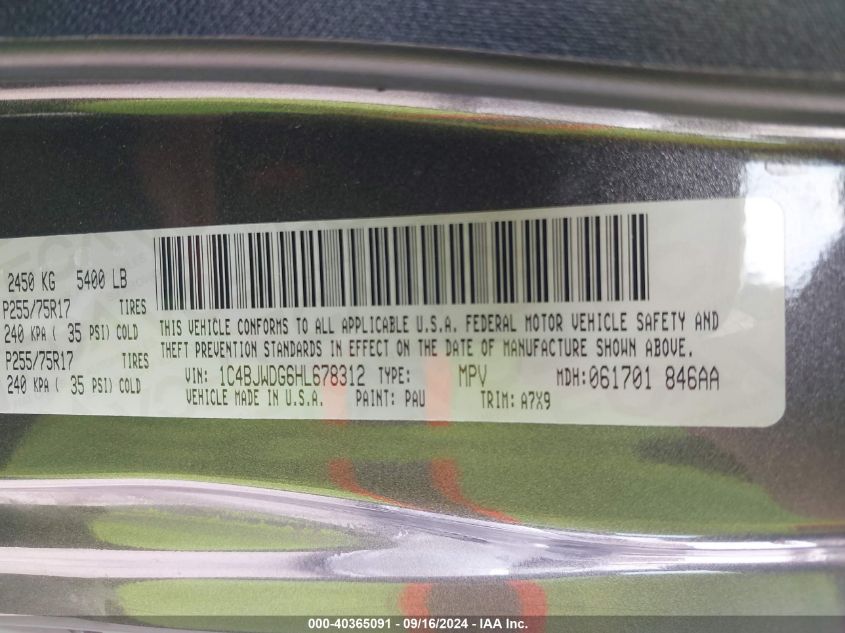 2450 KG 5400 LB
P255/75R17 TIRES
240 KPA ( 35 PSI) COLD
P255/75R17 TIRES
240 KPA ( 35 PSI) COLD
THIS VEHICLE CONFORMS TO ALL APPLICABLE U.S.A. FEDERAL MOTOR VEHICLE SAFETY AND
THEFT PREVENTION STANDARDS IN EFFECT ON THE DATE OF MANUFACTURE SHOWN ABOVE.
VIN: 1C4BJWDG6HL678312 TYPE: MPV MDH:061701 846AA
VEHICLE MADE IN U.S.A. PAINT: PAU TRIM: A7X9
000-40365091 - 09/16/2024 - IAA Inc.